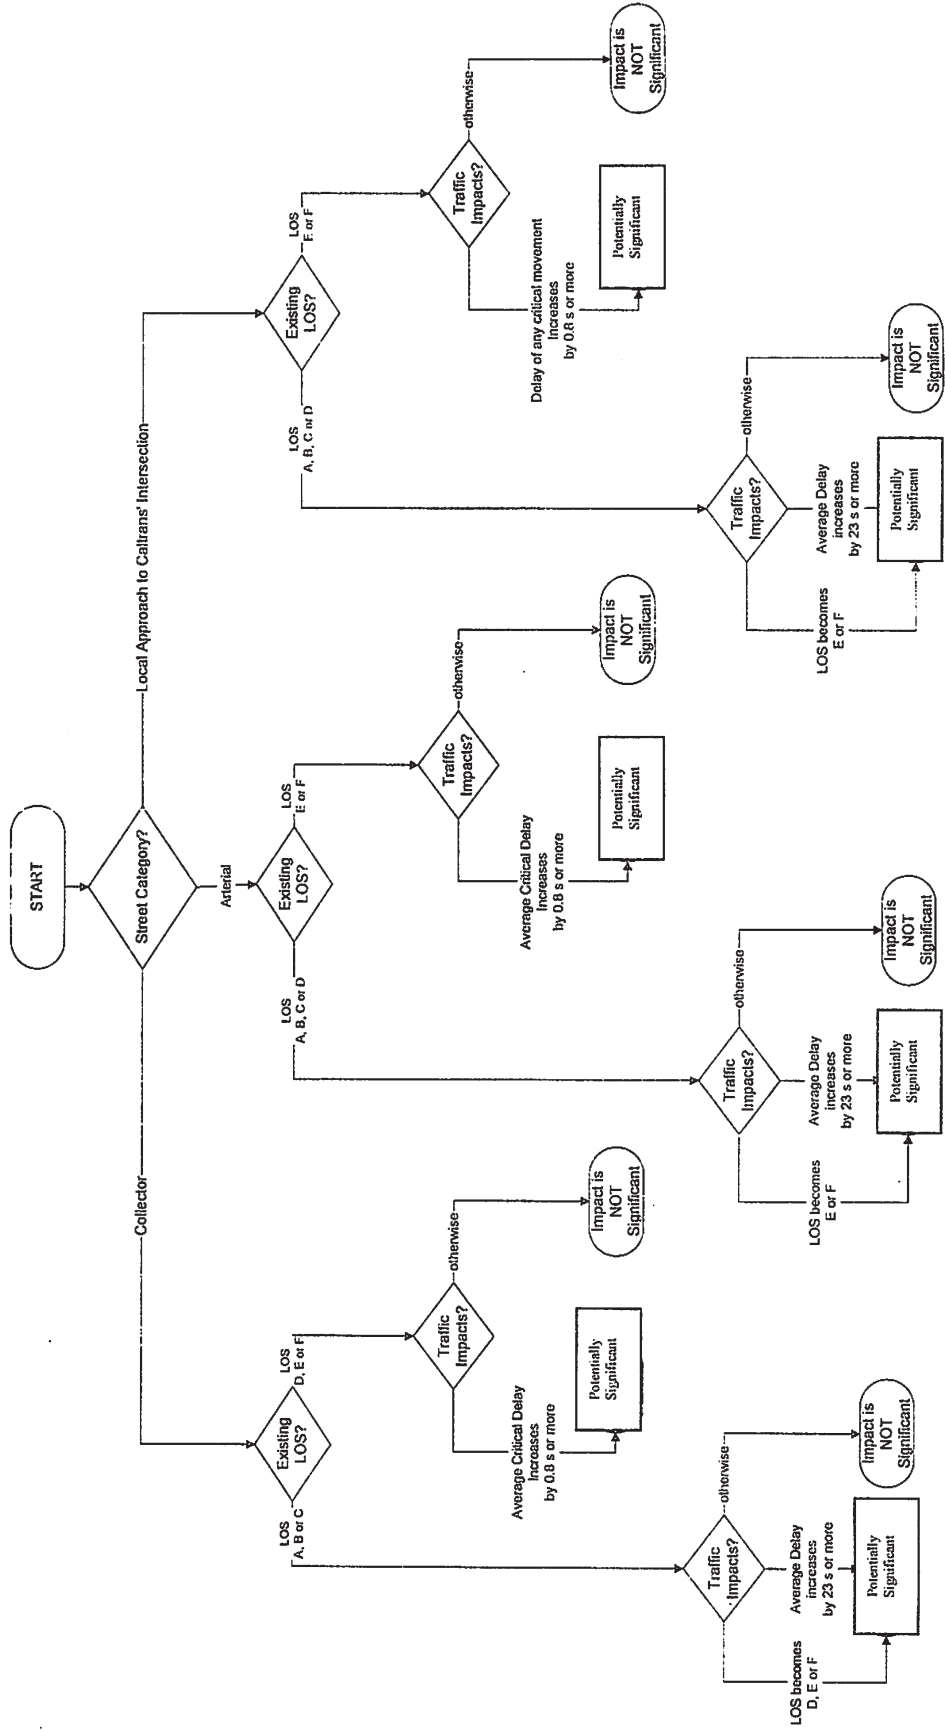 START
Street Category?
Collector
Arterial
Local Approach to Caltrans' Intersection
Existing
LOS?
LOS
A, B or C
LOS
D, E or F
Traffic
Impacts?
otherwise
Impact is
NOT
Significant
Average Critical Delay
Increases
by 0.8 s or more
Potentially
Significant
Traffic
Impacts?
otherwise
Impact is
NOT
Significant
Average Delay
increases
by 23 s or more
LOS becomes
D, E or F
Potentially
Significant
Existing
LOS?
LOS
A, B, C or D
LOS
E or F
Traffic
Impacts?
otherwise
Impact is
NOT
Significant
Average Critical Delay
Increases
by 0.8 s or more
Potentially
Significant
Traffic
Impacts?
otherwise
Impact is
NOT
Significant
Average Delay
increases
by 23 s or more
LOS becomes
E or F
Potentially
Significant
Existing
LOS?
LOS
A, B, C or D
LOS
E or F
Traffic
Impacts?
otherwise
Impact is
NOT
Significant
Delay of any critical movement
Increases
by 0.8 s or more
Potentially
Significant
Traffic
Impacts?
otherwise
Impact is
NOT
Significant
Average Delay
increases
by 23 s or more
LOS becomes
E or F
Potentially
Significant